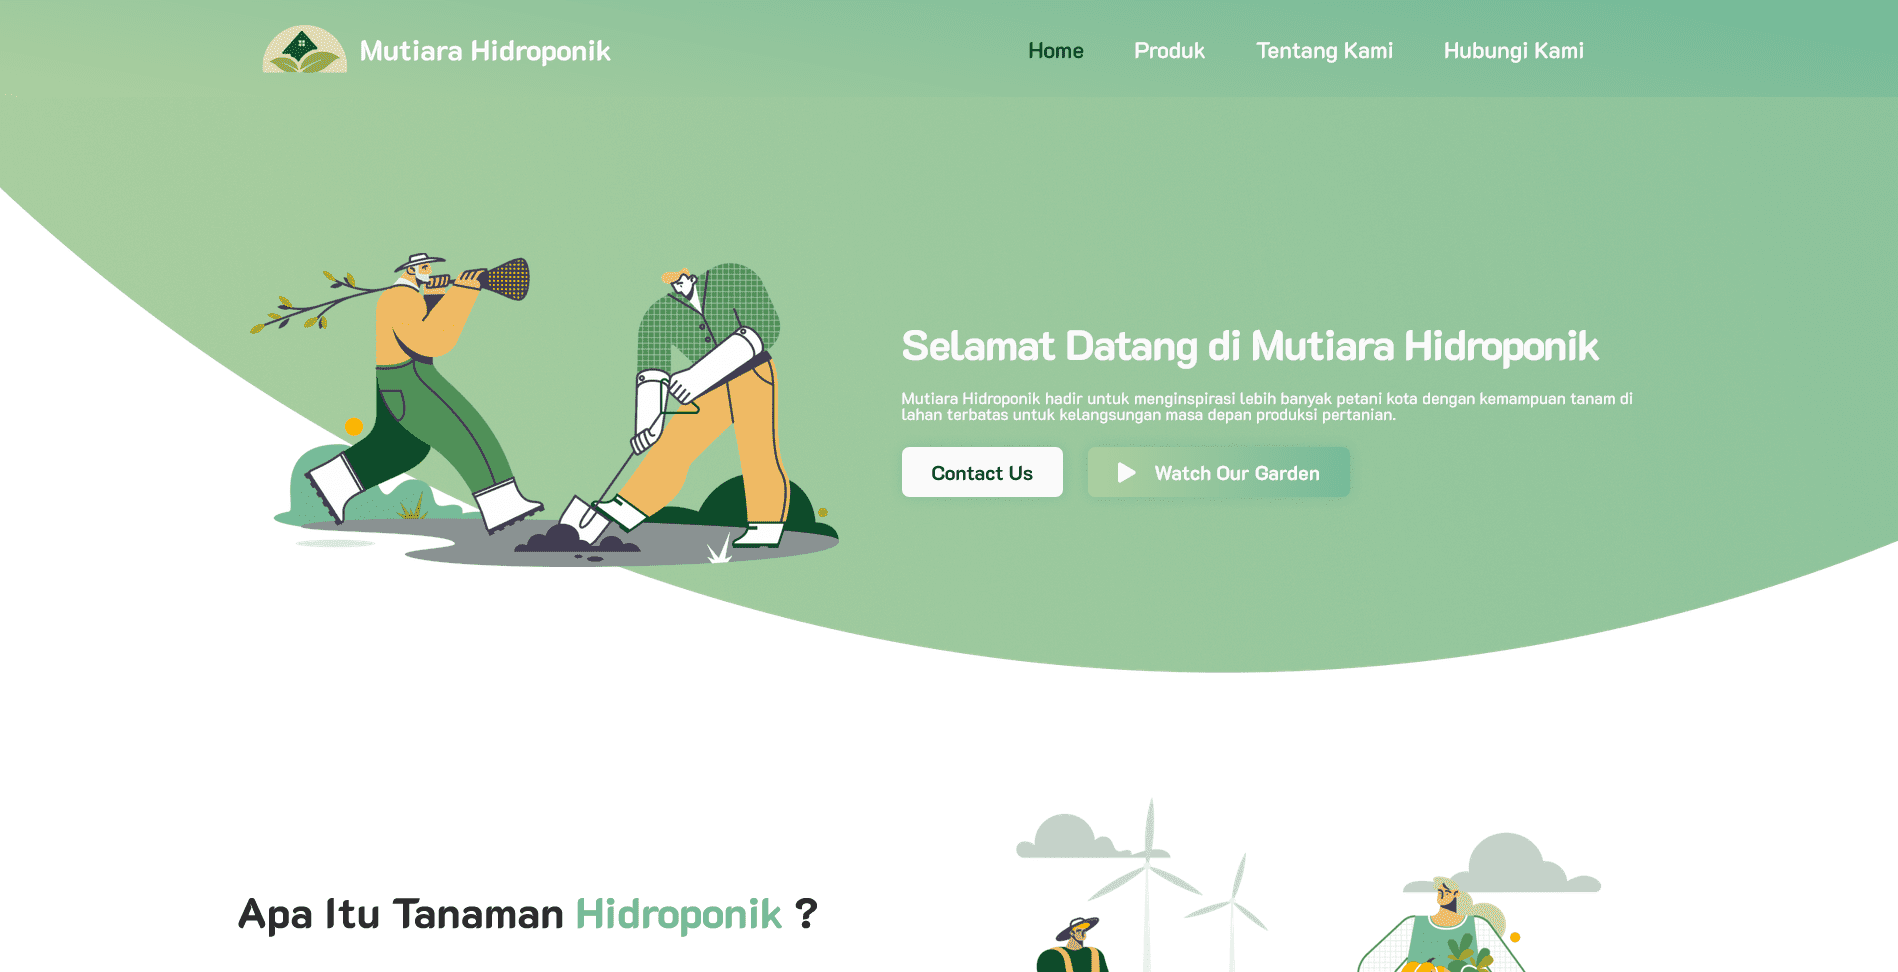 Mutiara Hidroponik
Home
Produk
Tentang Kami
Hubungi Kami
Selamat Datang di Mutiara Hidroponik
Mutiara Hidroponik hadir untuk menginspirasi lebih banyak petani kota dengan kemampuan tanam di
lahan terbatas untuk kelangsungan masa depan produksi pertanian.
Contact Us
Watch Our Garden
Apa Itu Tanaman Hidroponik ?